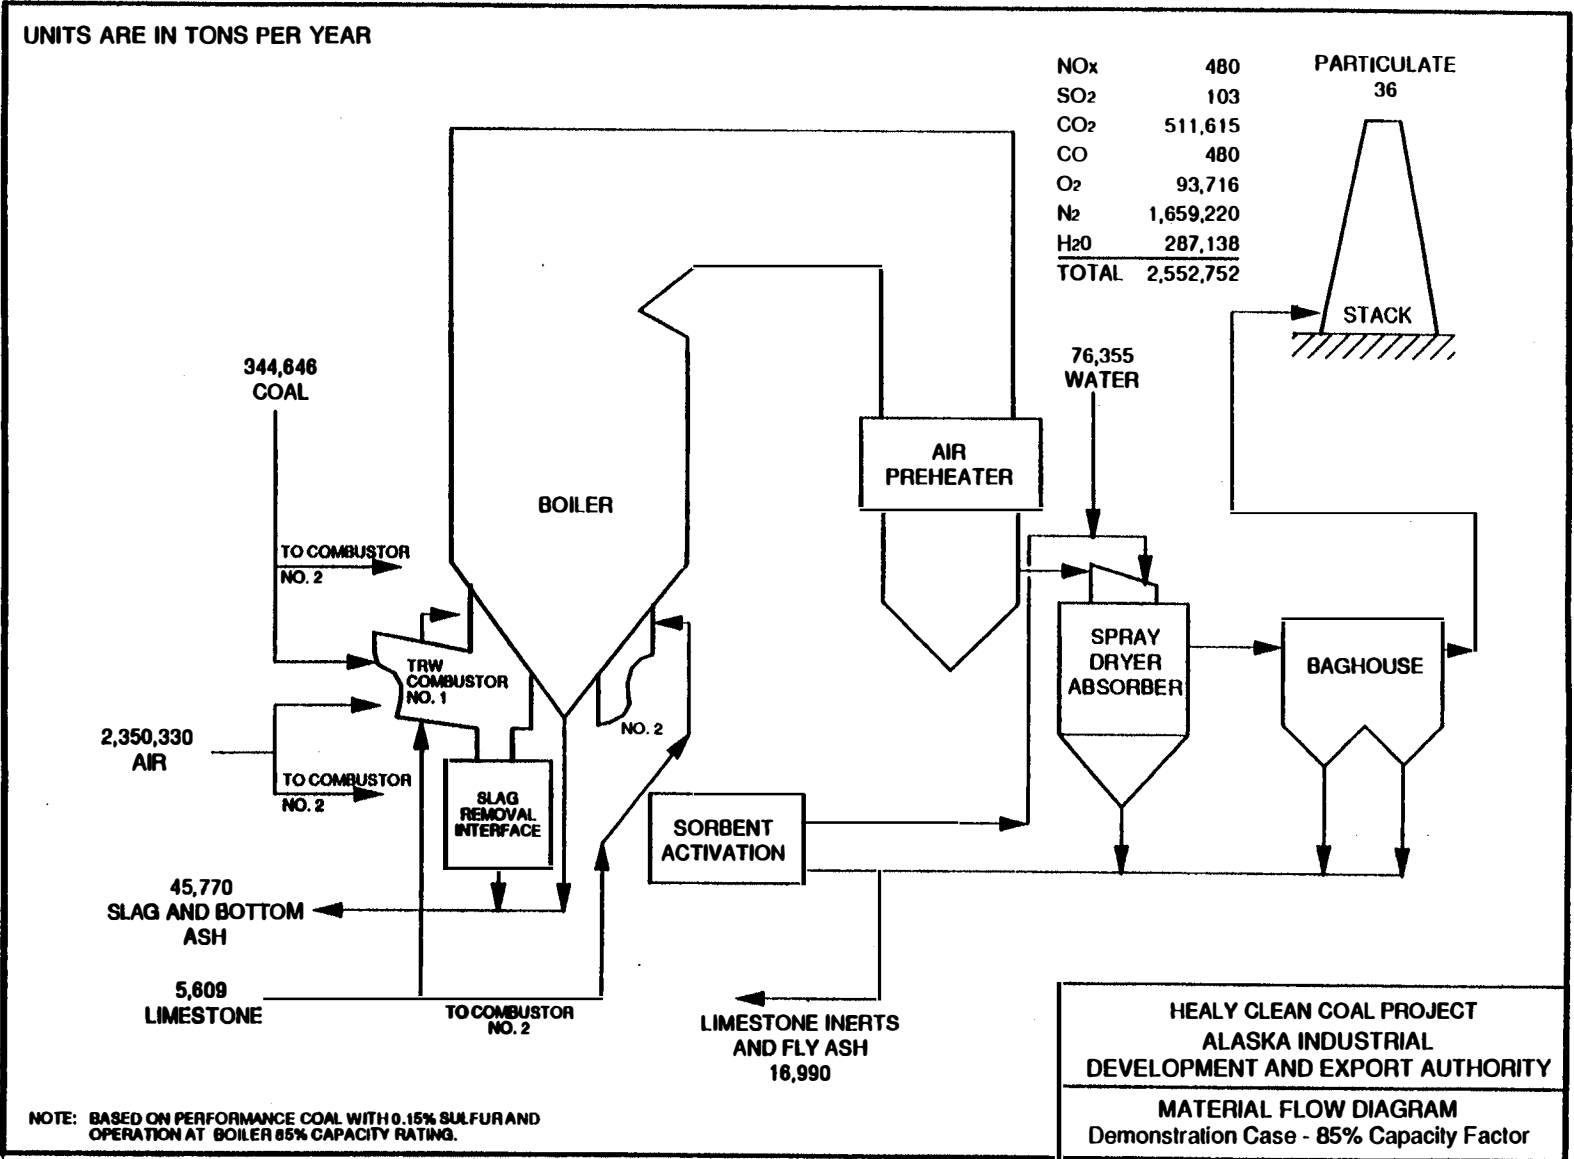 UNITS ARE IN TONS PER YEAR
NOx 480
SO2 103
CO2 511,615
CO 480
O2 93,716
N2 1,659,220
H20 287,138
TOTAL 2,552,752
PARTICULATE
36
STACK
344,646
COAL
76,355
WATER
AIR
PREHEATER
BOILER
TO COMBUSTOR
NO. 2
TRW
COMBUSTOR
NO. 1
SPRAY
DRYER
ABSORBER
BAGHOUSE
NO. 2
2,350,330
AIR
TO COMBUSTOR
NO. 2
SLAG
REMOVAL
INTERFACE
SORBENT
ACTIVATION
45,770
SLAG AND BOTTOM
ASH
5,609
LIMESTONE
TO COMBUSTOR
NO. 2
LIMESTONE INERTS
AND FLY ASH
16,990
HEALY CLEAN COAL PROJECT
ALASKA INDUSTRIAL
DEVELOPMENT AND EXPORT AUTHORITY
MATERIAL FLOW DIAGRAM
Demonstration Case - 85% Capacity Factor
NOTE: BASED ON PERFORMANCE COAL WITH 0.15% SULFUR AND
OPERATION AT BOILER 85% CAPACITY RATING.